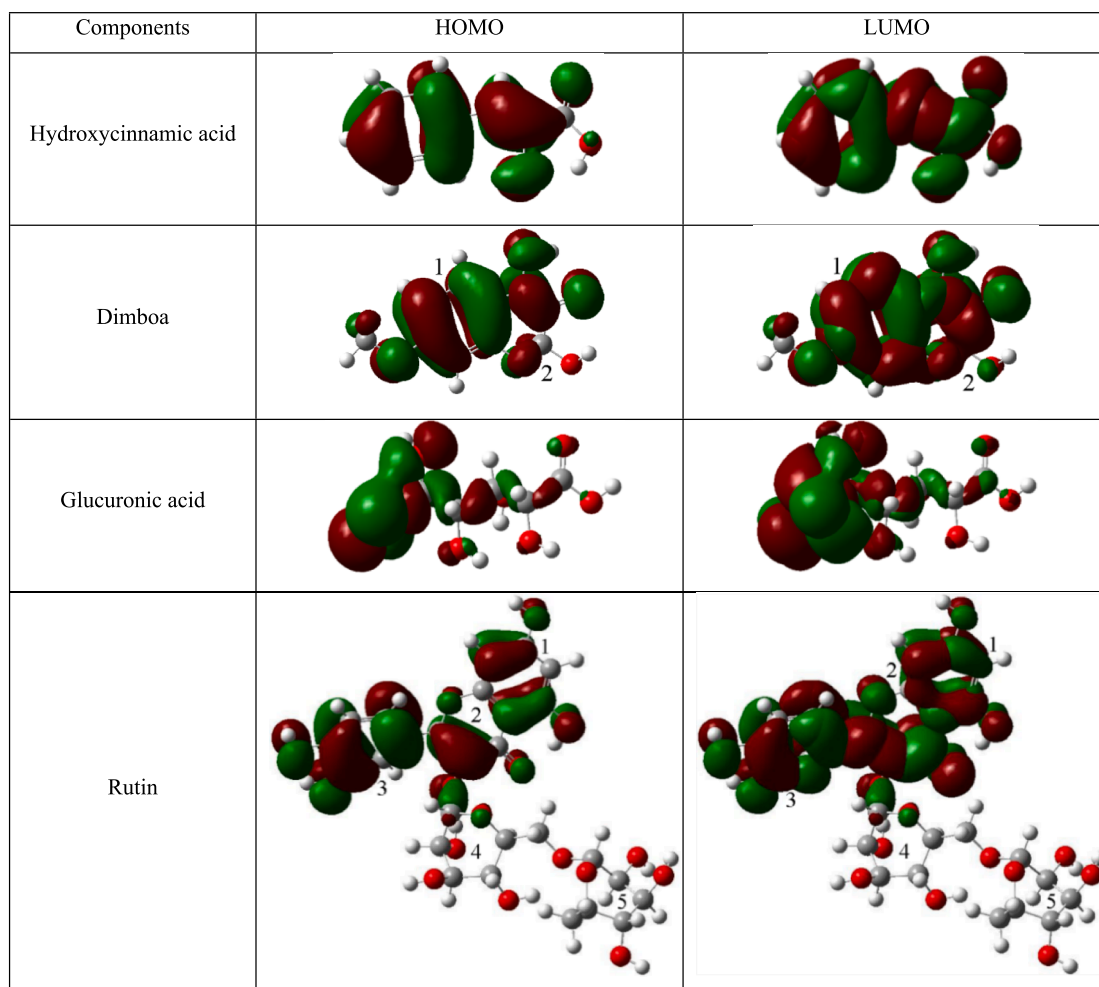 Components HOMO LUMO
Hydroxycinnamic acid
1 1
Dimboa
2 2
Glucuronic acid
1 1
2 2
Rutin
3 3
4 4
5 5